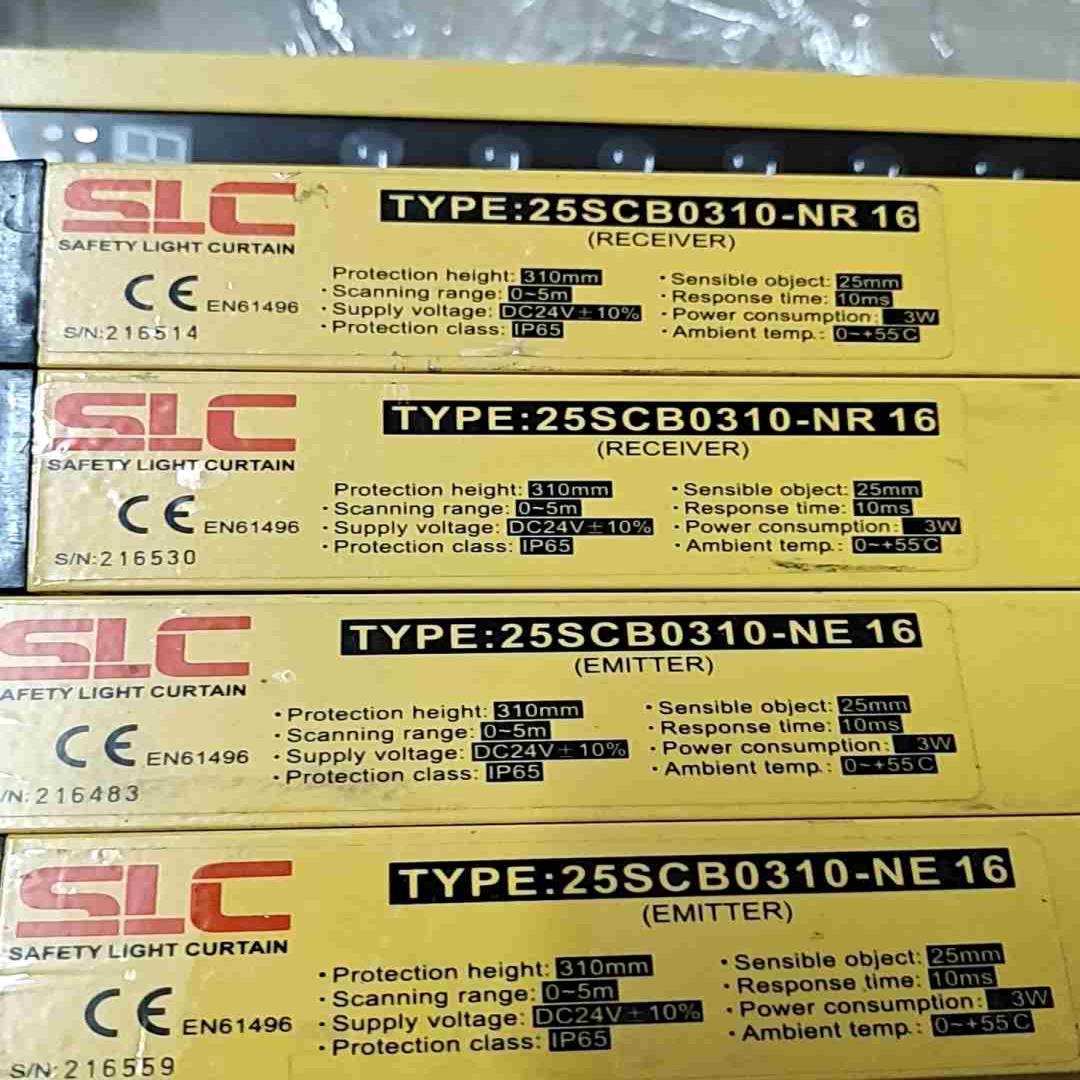 SLC
SAFETY LIGHT CURTAIN
CE EN61496
S/N:216514
TYPE:25SCB0310-NR 16
(RECEIVER)
Protection height: 310mm
· Scanning range: 0~5m
· Supply voltage: DC24V±10%
· Protection class: IP65
· Sensible object: 25mm
· Response time: 10ms
· Power consumption: 3W
· Ambient temp.: 0~+55C
SLC
SAFETY LIGHT CURTAIN
CE EN61496
S/N:216530
TYPE:25SCB0310-NR 16
(RECEIVER)
Protection height: 310mm
· Scanning range: 0~5m
· Supply voltage: DC24V±10%
· Protection class: IP65
· Sensible object: 25mm
· Response time: 10ms
· Power consumption: 3W
· Ambient temp.: 0~+55C
SLC
AFETY LIGHT CURTAIN
CE EN61496
/N:216483
TYPE:25SCB0310-NE 16
(EMITTER)
· Protection height: 310mm
· Scanning range: 0~5m
· Supply voltage: DC24V±10%
· Protection class: IP65
· Sensible object: 25mm
· Response time: 10ms
· Power consumption: 3W
· Ambient temp.: 0~+55C
SLC
SAFETY LIGHT CURTAIN
CE EN61496
S/N:216559
TYPE:25SCB0310-NE 16
(EMITTER)
· Protection height: 310mm
· Scanning range: 0~5m
· Supply voltage: DC24V±10%
· Protection class: IP65
· Sensible object: 25mm
· Response time: 10ms
· Power consumption: 3W
· Ambient temp.: 0~+55C